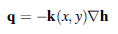 q = −k(x, y)∇h